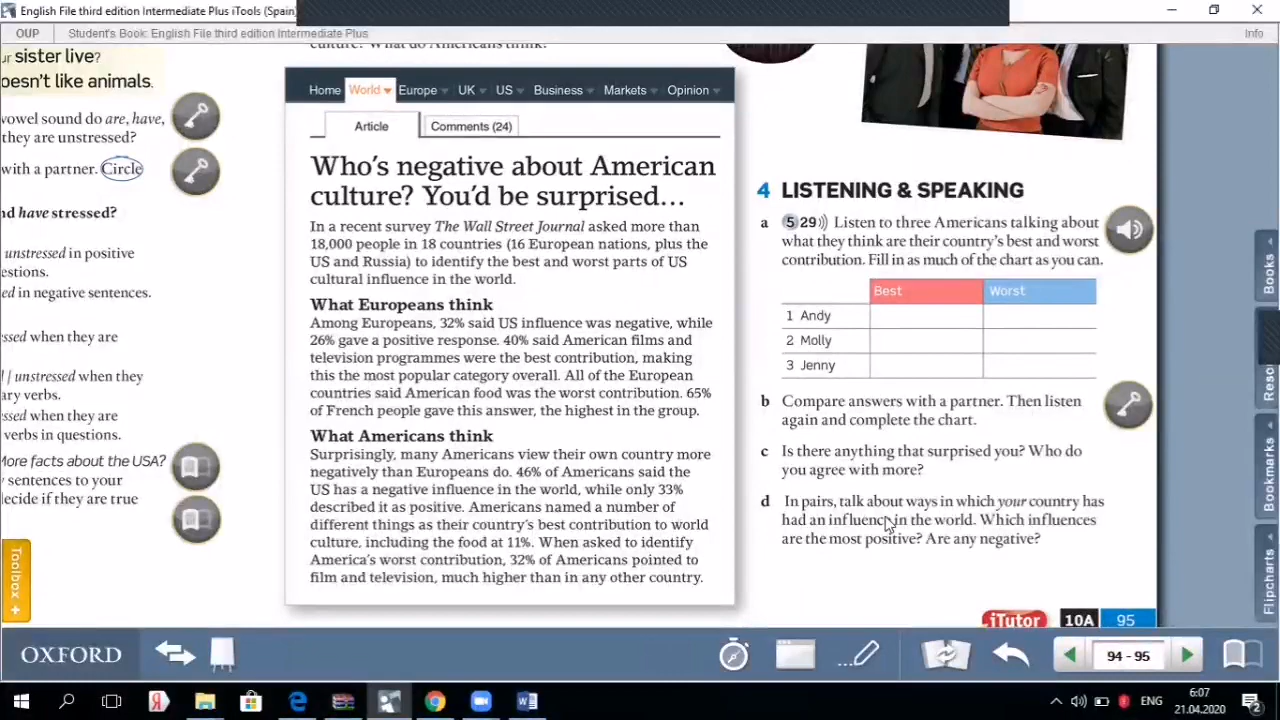 English File third edition Intermediate Plus iTools (Spain)
OUP
Student's Book: English File third edition Intermediate Plus
Info
ur sister live?
oesn't like animals.
vowel sound do are, have,
they are unstressed?
with a partner. Circle
nd have stressed?
unstressed in positive
estions.
ed in negative sentences.
ssed when they are
l / unstressed when they
ary verbs.
ssed when they are
verbs in questions.
More facts about the USA?
y sentences to your
decide if they are true
Toolbox +
culture? What do Americans think?
Home World Europe UK US Business Markets Opinion
Article
Comments (24)
Who's negative about American
culture? You'd be surprised…
In a recent survey The Wall Street Journal asked more than
18,000 people in 18 countries (16 European nations, plus the
US and Russia) to identify the best and worst parts of US
cultural influence in the world.
What Europeans think
Among Europeans, 32% said US influence was negative, while
26% gave a positive response. 40% said American films and
television programmes were the best contribution, making
this the most popular category overall. All of the European
countries said American food was the worst contribution. 65%
of French people gave this answer, the highest in the group.
What Americans think
Surprisingly, many Americans view their own country more
negatively than Europeans do. 46% of Americans said the
US has a negative influence in the world, while only 33%
described it as positive. Americans named a number of
different things as their country's best contribution to world
culture, including the food at 11%. When asked to identify
America's worst contribution, 32% of Americans pointed to
film and television, much higher than in any other country.
4 LISTENING & SPEAKING
a 5 29))) Listen to three Americans talking about
what they think are their country's best and worst
contribution. Fill in as much of the chart as you can.
Best Worst
1 Andy
2 Molly
3 Jenny
b Compare answers with a partner. Then listen
again and complete the chart.
c Is there anything that surprised you? Who do
you agree with more?
d In pairs, talk about ways in which your country has
had an influence in the world. Which influences
are the most positive? Are any negative?
iTutor 10A 95
Books
Resou
Bookmarks
Flipcharts
OXFORD
94 - 95
ENG
6:07
21.04.2020
2